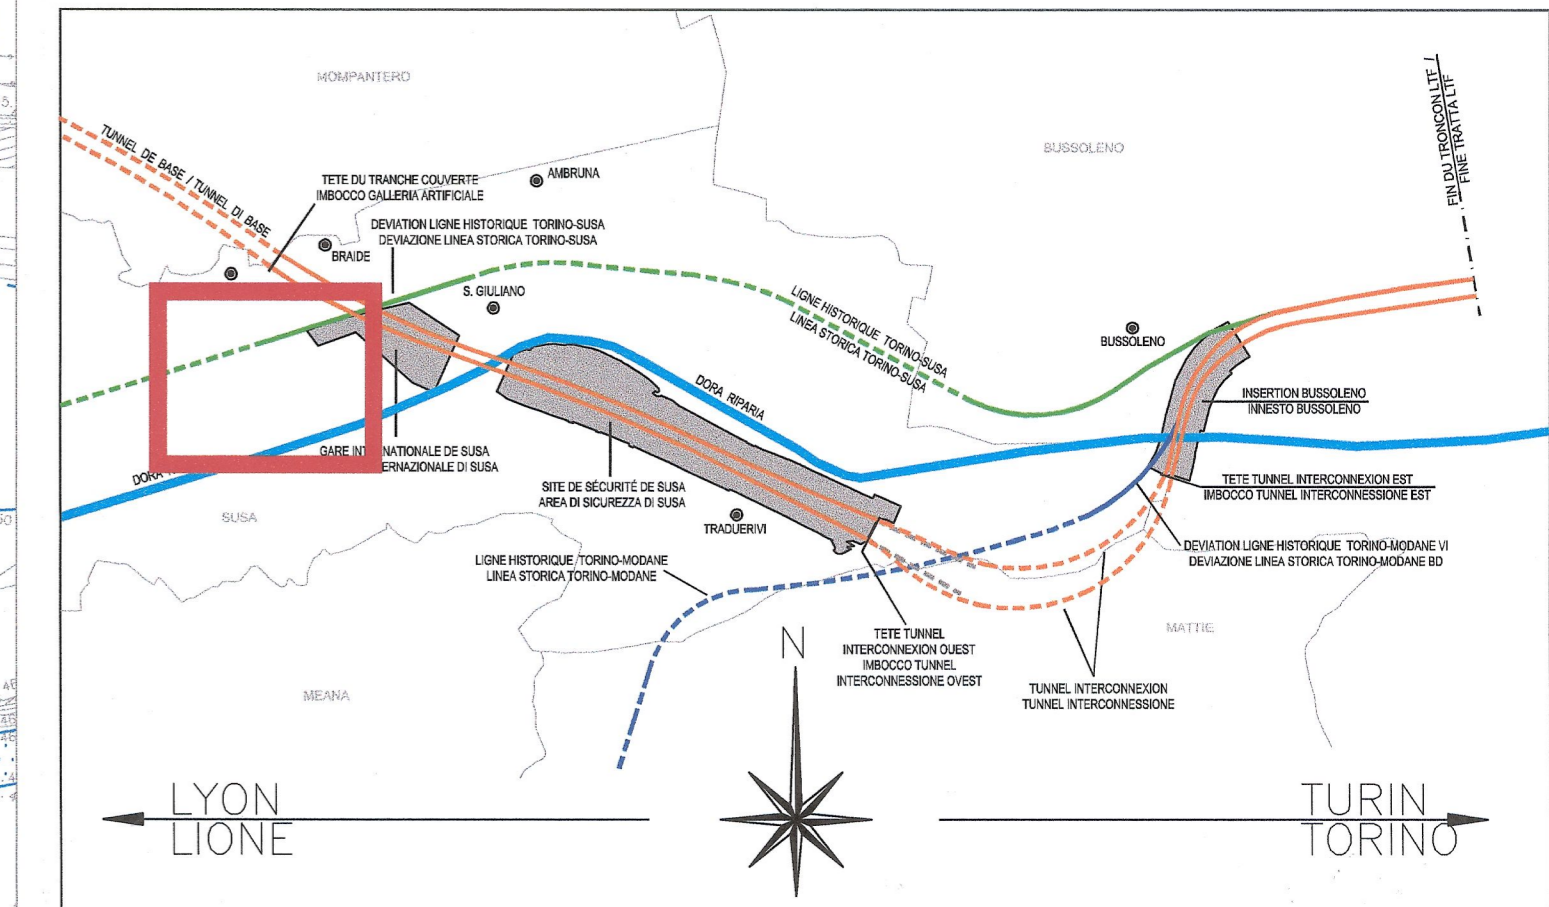 MOMPANTERO
BUSSOLENO
FIN DU TRONCON LTF /
FINE TRATTA LTF
TUNNEL DE BASE / TUNNEL DI BASE
TETE DU TRANCHE COUVERTE
IMBOCCO GALLERIA ARTIFICIALE
AMBRUNA
DEVIATION LIGNE HISTORIQUE TORINO-SUSA
DEVIAZIONE LINEA STORICA TORINO-SUSA
BRAIDE
S. GIULIANO
LIGNE HISTORIQUE TORINO-SUSA
LINEA STORICA TORINO-SUSA
BUSSOLENO
DORA RIPARIA
INSERTION BUSSOLENO
INNESTO BUSSOLENO
GARE INTERNATIONALE DE SUSA
ERNAZIONALE DI SUSA
DORA
TETE TUNNEL INTERCONNEXION EST
IMBOCCO TUNNEL INTERCONNESSIONE EST
SITE DE SÉCURITÉ DE SUSA
AREA DI SICUREZZA DI SUSA
SUSA
TRADUERIVI
LIGNE HISTORIQUE TORINO-MODANE
LINEA STORICA TORINO-MODANE
DEVIATION LIGNE HISTORIQUE TORINO-MODANE VI
DEVIAZIONE LINEA STORICA TORINO-MODANE BD
MATTIE
TETE TUNNEL
INTERCONNEXION OUEST
IMBOCCO TUNNEL
INTERCONNESSIONE OVEST
N
MEANA
TUNNEL INTERCONNEXION
TUNNEL INTERCONNESSIONE
LYON
LIONE
TURIN
TORINO